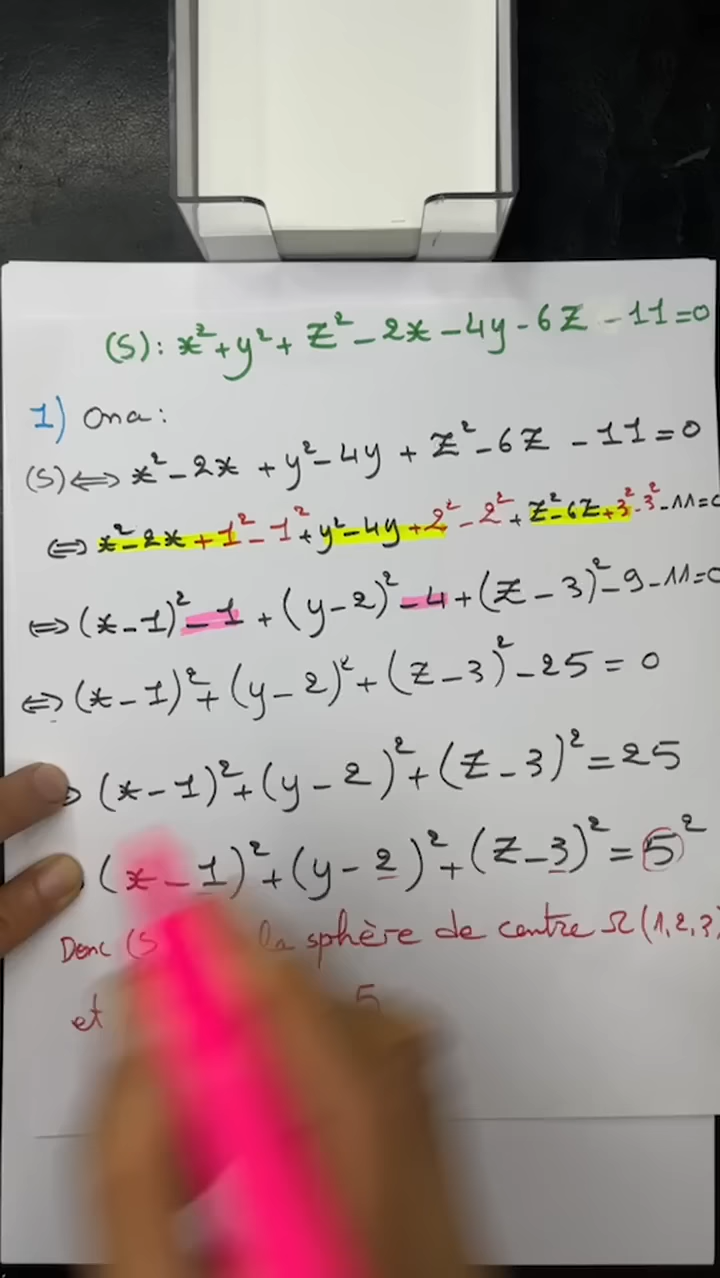 (S): x²+y²+z²-2x-4y-6z-11=0
1) On a:
(S)⇔x²-2x+y²-4y+z²-6z-11=0
⇔x²-2x+1²-1²+y²-4y+2²-2²+z²-6z+3²-3²-11=0
⇔(x-1)²-1+(y-2)²-4+(z-3)²-9-11=0
⇔(x-1)²+(y-2)²+(z-3)²-25=0
(x-1)²+(y-2)²+(z-3)²=25
(x-1)²+(y-2)²+(z-3)²=5²
Donc (S la sphère de centre Ω(1,2,3)
et 5